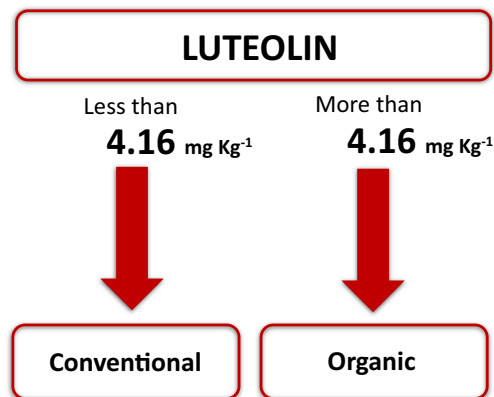 LUTEOLIN
Less than
4.16 mg Kg⁻¹
More than
4.16 mg Kg⁻¹
Conventional
Organic